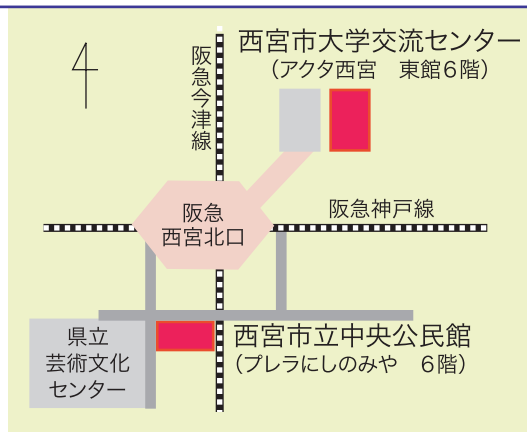 西宮市大学交流センター
（アクタ西宮　東館6階）
阪急今津線
阪急
西宮北口
阪急神戸線
西宮市立中央公民館
（プレラにしのみや　6階）
県立
芸術文化
センター